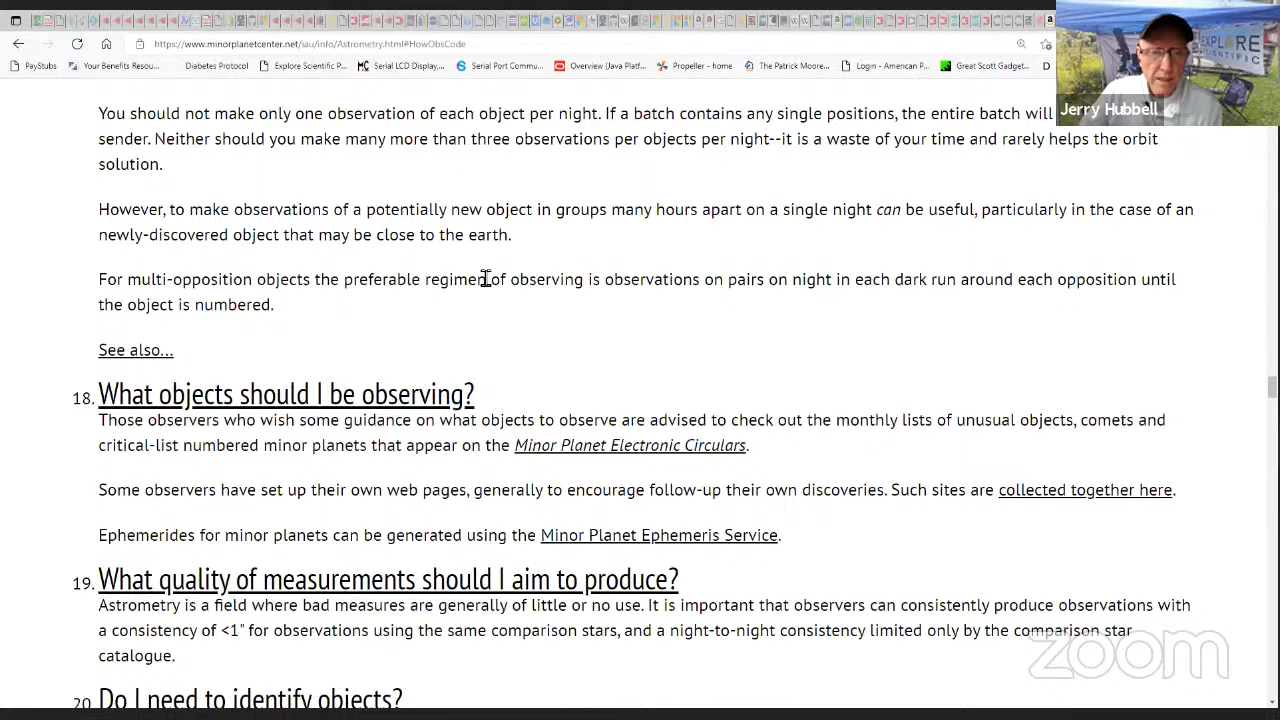 https://www.minorplanetcenter.net/iau/info/Astrometry.html#HowObsCode
PayStubs
Your Benefits Resou...
Diabetes Protocol
Explore Scientific P...
Serial LCD Display,...
Serial Port Commu...
Overview (Java Platf...
Propeller - home
The Patrick Moore...
Login - American P...
Great Scott Gadget...
D
EXPLORE
SCIENTIFIC
Jerry Hubbell
You should not make only one observation of each object per night. If a batch contains any single positions, the entire batch will
sender. Neither should you make many more than three observations per objects per night--it is a waste of your time and rarely helps the orbit
solution.
However, to make observations of a potentially new object in groups many hours apart on a single night can be useful, particularly in the case of an
newly-discovered object that may be close to the earth.
For multi-opposition objects the preferable regimen of observing is observations on pairs on night in each dark run around each opposition until
the object is numbered.
See also...
18. What objects should I be observing?
Those observers who wish some guidance on what objects to observe are advised to check out the monthly lists of unusual objects, comets and
critical-list numbered minor planets that appear on the Minor Planet Electronic Circulars.
Some observers have set up their own web pages, generally to encourage follow-up their own discoveries. Such sites are collected together here.
Ephemerides for minor planets can be generated using the Minor Planet Ephemeris Service.
19. What quality of measurements should I aim to produce?
Astrometry is a field where bad measures are generally of little or no use. It is important that observers can consistently produce observations with
a consistency of <1" for observations using the same comparison stars, and a night-to-night consistency limited only by the comparison star
catalogue.
zoom
20. Do I need to identify objects?